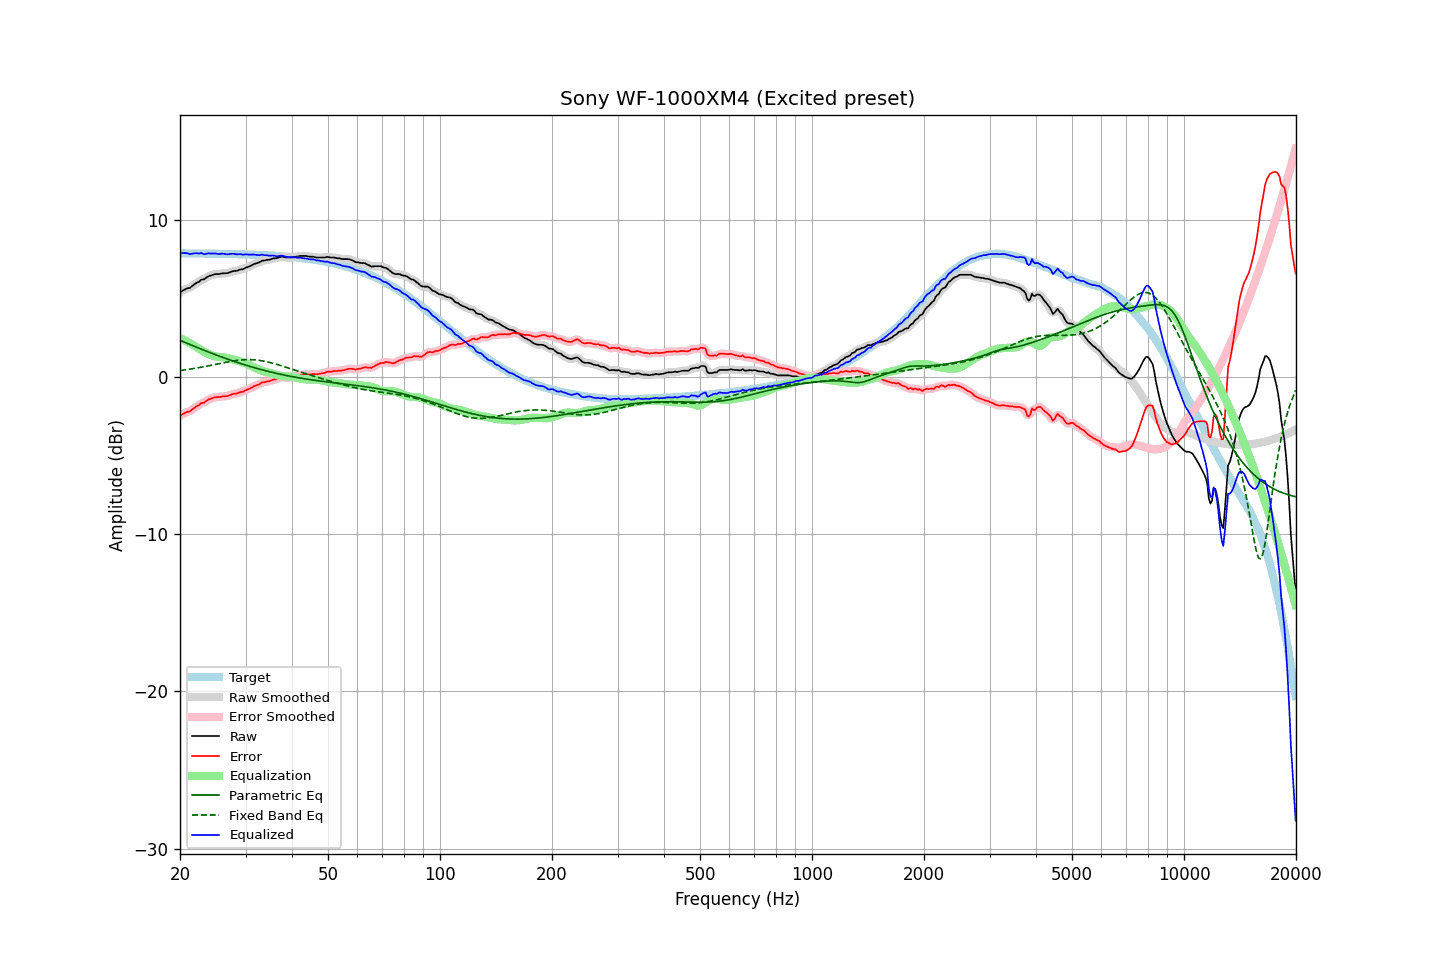 Sony WF-1000XM4 (Excited preset)
Amplitude (dBr)
10
0
−10
−20
−30
Target
Raw Smoothed
Error Smoothed
Raw
Error
Equalization
Parametric Eq
Fixed Band Eq
Equalized
20 50 100 200 500 1000 2000 5000 10000 20000
Frequency (Hz)